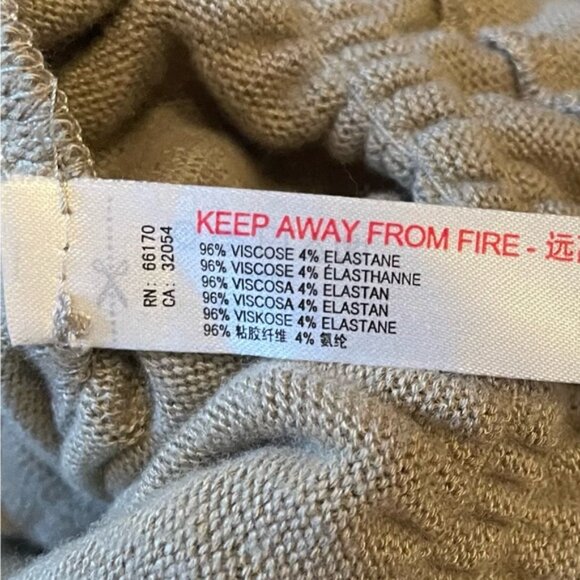 KEEP AWAY FROM FIRE - 远
96% VISCOSE 4% ELASTANE
96% VISCOSE 4% ÉLASTHANNE
96% VISCOSA 4% ELASTAN
96% VISCOSA 4% ELASTAN
96% VISKOSE 4% ELASTANE
96% 粘胶纤维 4% 氨纶
RN: 66170
CA: 32054